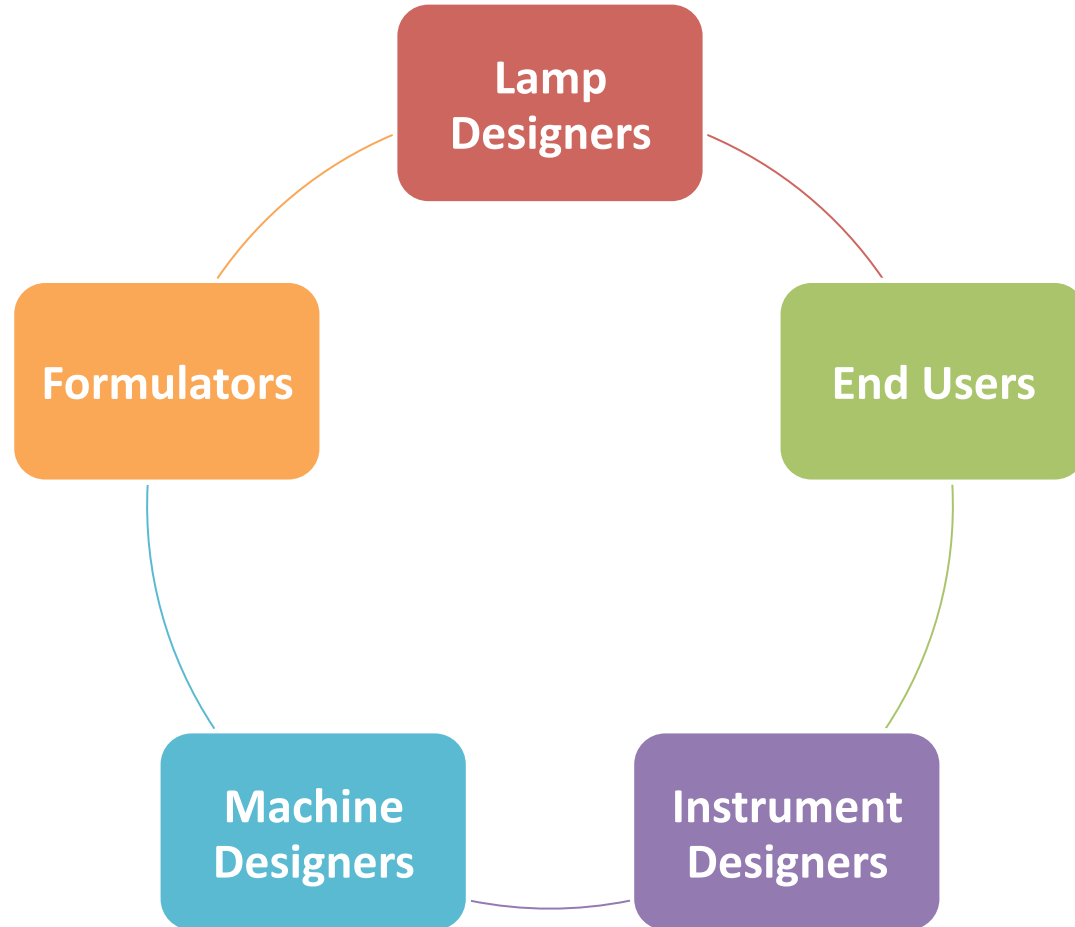 Lamp
Designers
End Users
Instrument
Designers
Machine
Designers
Formulators